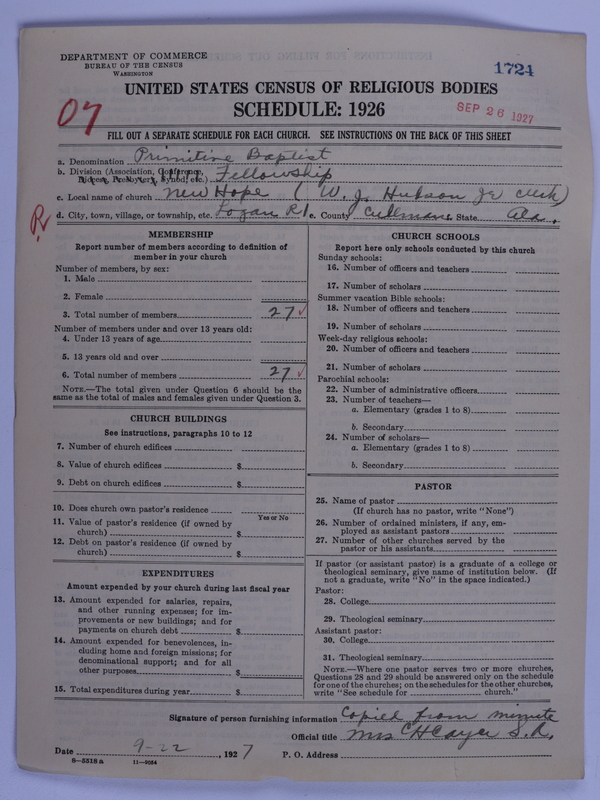 DEPARTMENT OF COMMERCE
BUREAU OF THE CENSUS
WASHINGTON
1724
UNITED STATES CENSUS OF RELIGIOUS BODIES
SCHEDULE: 1926
07
SEP 26 1927
FILL OUT A SEPARATE SCHEDULE FOR EACH CHURCH. SEE INSTRUCTIONS ON THE BACK OF THIS SHEET
a. Denomination Primitive Baptist
b. Division (Association, Conference, Diocese, Presbytery, Synod, etc.) Fellowship
c. Local name of church New Hope (W. J. Hudson Jr Clerk)
R
d. City, town, village, or township, etc. Logan R1 e. County Cullman State Ala.
MEMBERSHIP
Report number of members according to definition of
member in your church
Number of members, by sex:
1. Male
2. Female
3. Total number of members 27 ✓
Number of members under and over 13 years old:
4. Under 13 years of age
5. 13 years old and over
6. Total number of members 27 ✓
NOTE.—The total given under Question 6 should be the
same as the total of males and females given under Question 3.
CHURCH BUILDINGS
See instructions, paragraphs 10 to 12
7. Number of church edifices
8. Value of church edifices $
9. Debt on church edifices $
10. Does church own pastor's residence
Yes or No
11. Value of pastor's residence (if owned by
church) $
12. Debt on pastor's residence (if owned by
church) $
EXPENDITURES
Amount expended by your church during last fiscal year
13. Amount expended for salaries, repairs,
and other running expenses; for im-
provements or new buildings; and for
payments on church debt $
14. Amount expended for benevolences, in-
cluding home and foreign missions; for
denominational support; and for all
other purposes $
15. Total expenditures during year $
CHURCH SCHOOLS
Report here only schools conducted by this church
Sunday schools:
16. Number of officers and teachers
17. Number of scholars
Summer vacation Bible schools:
18. Number of officers and teachers
19. Number of scholars
Week-day religious schools:
20. Number of officers and teachers
21. Number of scholars
Parochial schools:
22. Number of administrative officers
23. Number of teachers—
a. Elementary (grades 1 to 8)
b. Secondary
24. Number of scholars—
a. Elementary (grades 1 to 8)
b. Secondary
PASTOR
25. Name of pastor
(If church has no pastor, write "None")
26. Number of ordained ministers, if any, em-
ployed as assistant pastors
27. Number of other churches served by the
pastor or his assistants
If pastor (or assistant pastor) is a graduate of a college or
theological seminary, give name of institution below. (If
not a graduate, write "No" in the space indicated.)
Pastor:
28. College
29. Theological seminary
Assistant pastor:
30. College
31. Theological seminary
NOTE.—Where one pastor serves two or more churches,
Questions 28 and 29 should be answered only on the schedule
for one of the churches; on the schedules for the other churches,
write "See schedule for church."
Signature of person furnishing information Copied from minute
Official title Mrs C H S.A.
Date 9-22, 1927 P. O. Address
8-5518 a 11-9034